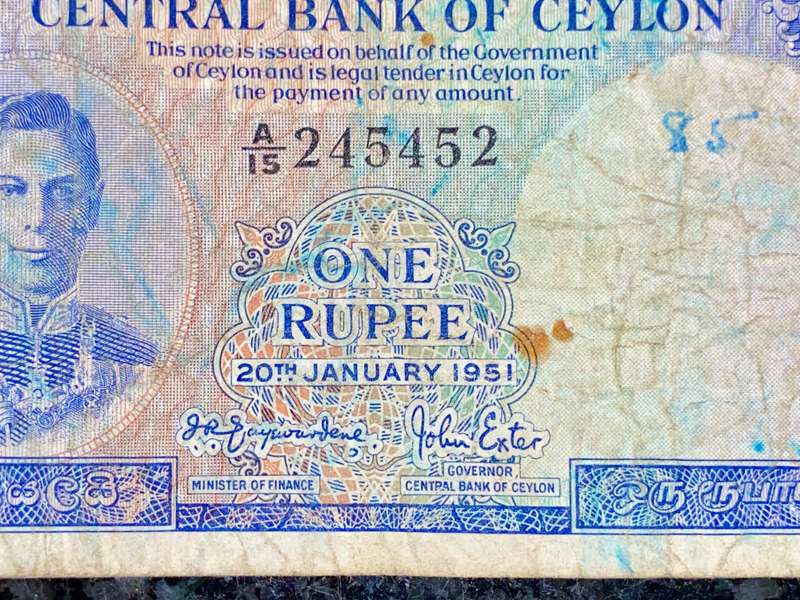 CENTRAL BANK OF CEYLON
This note is issued on behalf of the Government
of Ceylon and is legal tender in Ceylon for
the payment of any amount.
A/15 245452
85
ONE
RUPEE
20TH JANUARY 1951
J.R. Jayewardene.
John Exter
MINISTER OF FINANCE
GOVERNOR
CENTRAL BANK OF CEYLON
ஒரு ரூபா